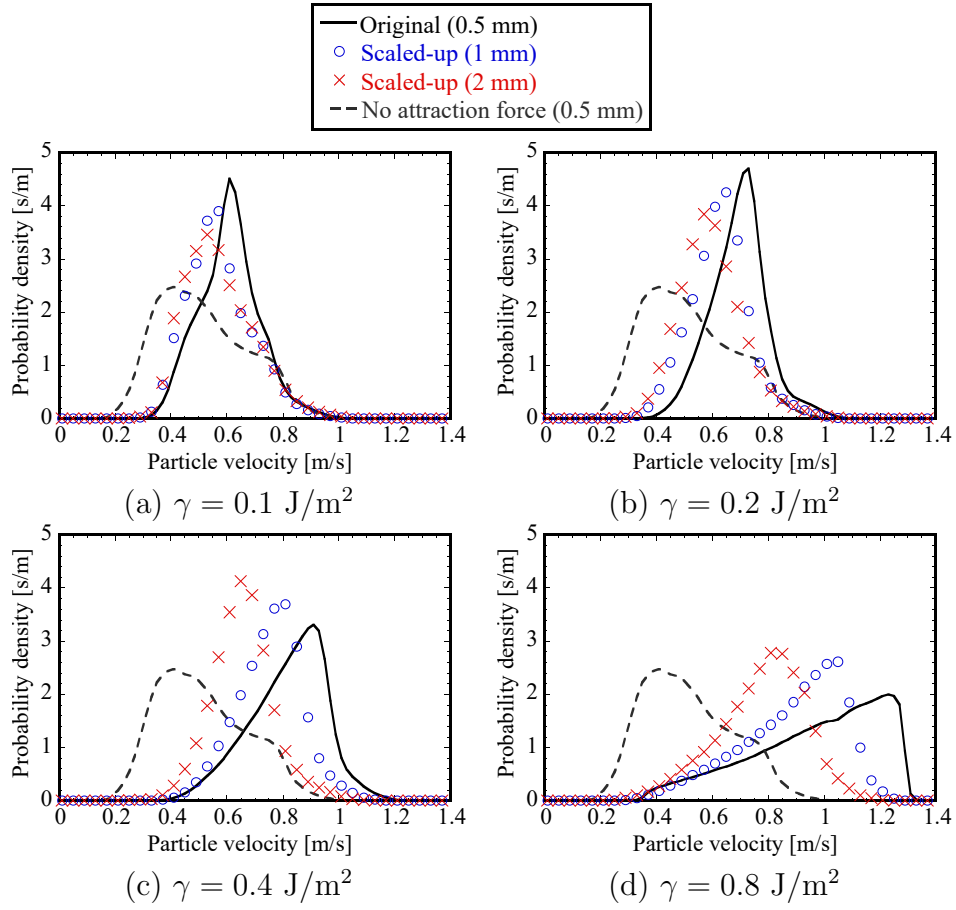 Original (0.5 mm)
Scaled-up (1 mm)
Scaled-up (2 mm)
No attraction force (0.5 mm)
5
4
3
2
1
0
Probability density [s/m]
0 0.2 0.4 0.6 0.8 1 1.2 1.4
Particle velocity [m/s]
(a) γ = 0.1 J/m²
5
4
3
2
1
0
Probability density [s/m]
0 0.2 0.4 0.6 0.8 1 1.2 1.4
Particle velocity [m/s]
(b) γ = 0.2 J/m²
5
4
3
2
1
0
Probability density [s/m]
0 0.2 0.4 0.6 0.8 1 1.2 1.4
Particle velocity [m/s]
(c) γ = 0.4 J/m²
5
4
3
2
1
0
Probability density [s/m]
0 0.2 0.4 0.6 0.8 1 1.2 1.4
Particle velocity [m/s]
(d) γ = 0.8 J/m²